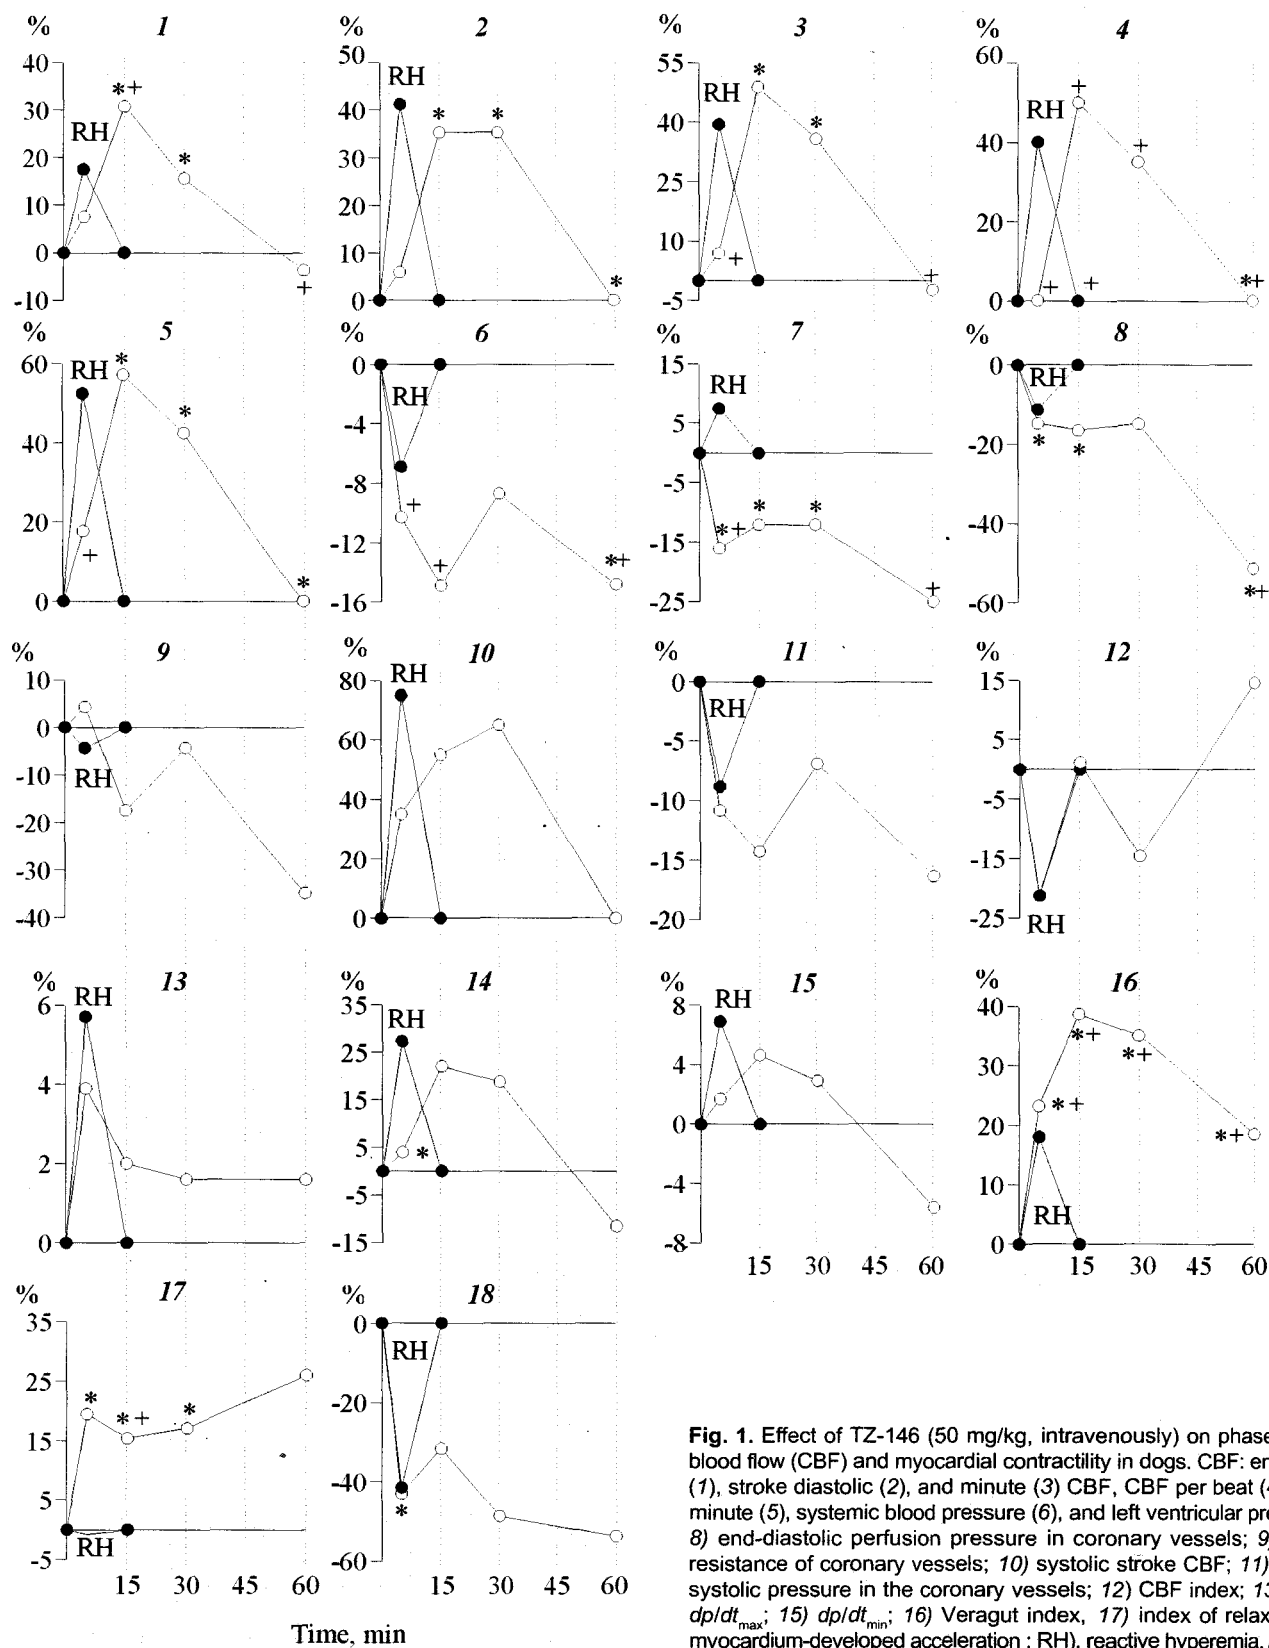 % 1 % 2 % 3 % 4
40 50 55 60
30 40 40 40
20 30 25 20
10 20 10 0
0 10 -5
-10 0
RH RH RH RH
*+ * * * * * + + + + + *+ + + *
% 5 % 6 % 7 % 8
60 0 15 0
40 -4 5 -20
20 -8 -5 -40
0 -12 -15 -60
-16 -25
RH RH RH RH
* * + * + + *+ *+ * * + * * *+
% 9 % 10 % 11 % 12
10 80 0 15
0 60 -5 5
-10 40 -10 -5
-20 20 -15 -15
-30 0 -20 -25
-40
RH RH RH RH
% 13 % 14 % 15 % 16
6 35 8 40
4 25 4 30
2 15 0 20
0 5 -4 10
-5 -8 0
-15
RH RH RH RH
* *+ *+ *+ *+
15 30 45 60 15 30 45 60
% 17 % 18
35 0
25 -20
15 -40
5 -60
-5
RH RH
* *+ * *
15 30 45 60 15 30 45 60
Time, min
Fig. 1. Effect of TZ-146 (50 mg/kg, intravenously) on phase
blood flow (CBF) and myocardial contractility in dogs. CBF:
(1), stroke diastolic (2), and minute (3) CBF, CBF per beat
minute (5), systemic blood pressure (6), and left ventricular
8) end-diastolic perfusion pressure in coronary vessels; 9)
resistance of coronary vessels; 10) systolic stroke CBF; 11)
systolic pressure in the coronary vessels; 12) CBF index;
dp/dtmax; 15) dp/dtmin; 16) Veragut index, 17) index of
myocardium-developed acceleration : RH), reactive hyperemia.